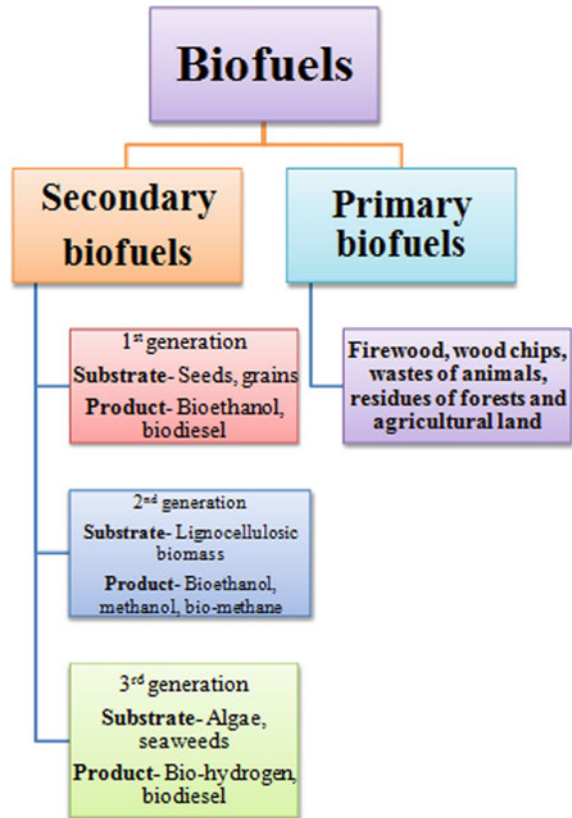 Biofuels
Secondary
biofuels
Primary
biofuels
1st generation
Substrate- Seeds, grains
Product- Bioethanol,
biodiesel
Firewood, wood chips,
wastes of animals,
residues of forests and
agricultural land
2nd generation
Substrate- Lignocellulosic
biomass
Product- Bioethanol,
methanol, bio-methane
3rd generation
Substrate- Algae,
seaweeds
Product- Bio-hydrogen,
biodiesel